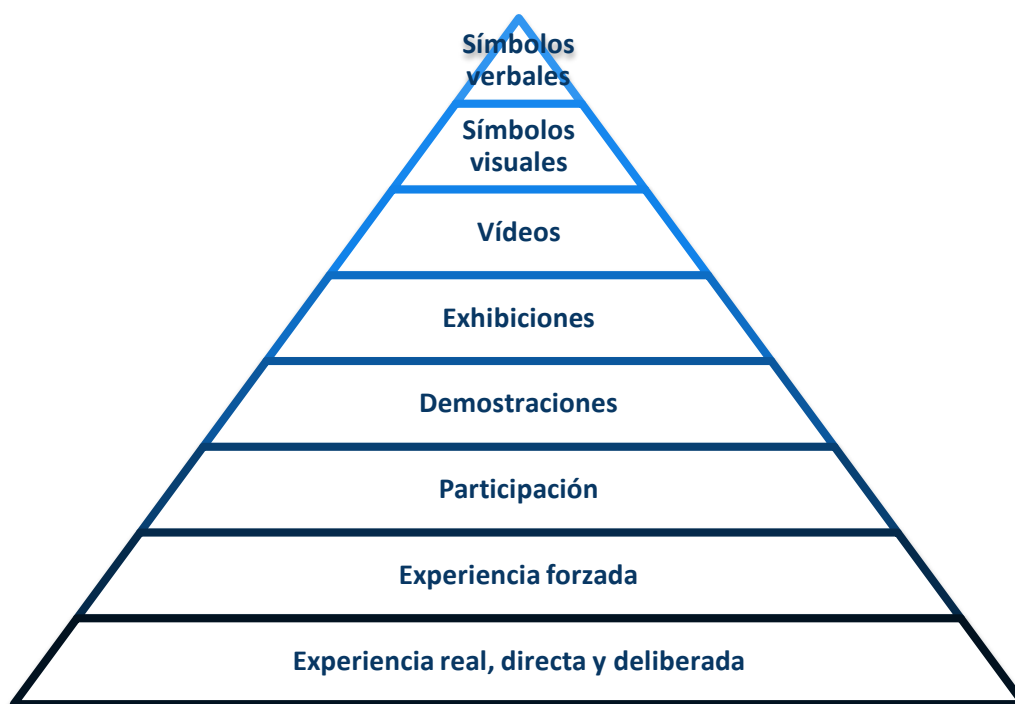 Símbolos
verbales
Símbolos
visuales
Vídeos
Exhibiciones
Demostraciones
Participación
Experiencia forzada
Experiencia real, directa y deliberada